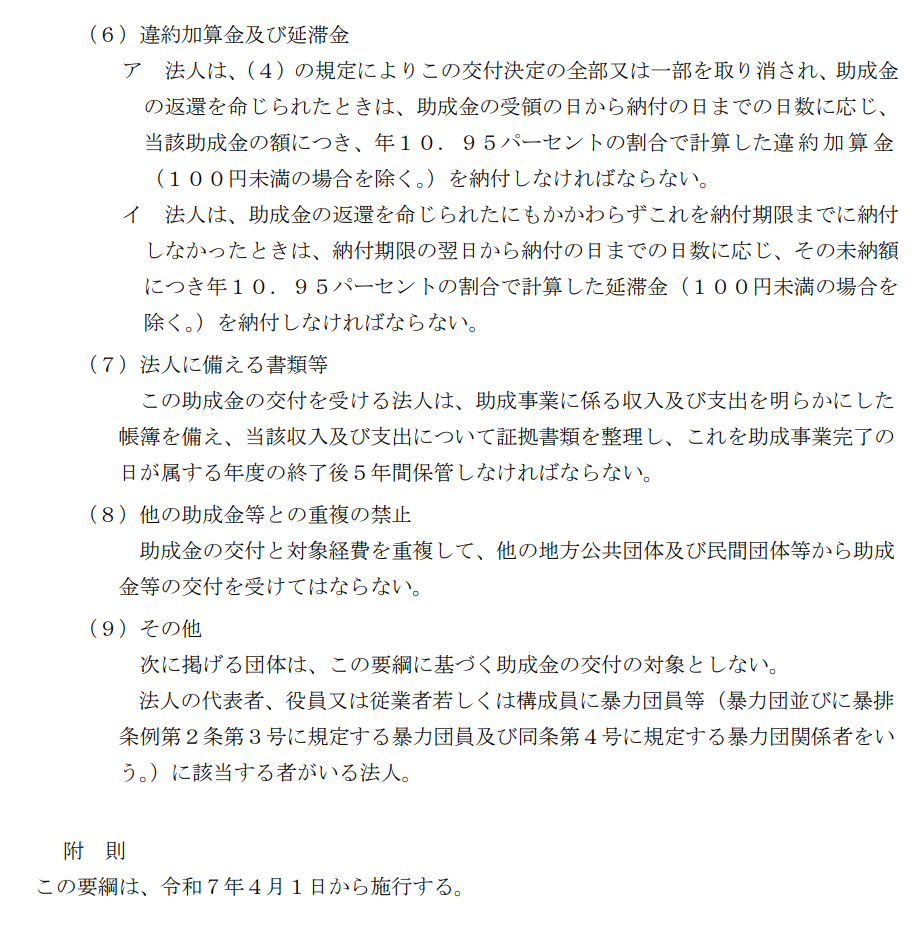 （６）違約加算金及び延滞金
ア　法人は、（４）の規定によりこの交付決定の全部又は一部を取り消され、助成金
の返還を命じられたときは、助成金の受領の日から納付の日までの日数に応じ、
当該助成金の額につき、年１０．９５パーセントの割合で計算した違約加算金
（１００円未満の場合を除く。）を納付しなければならない。
イ　法人は、助成金の返還を命じられたにもかかわらずこれを納付期限までに納付
しなかったときは、納付期限の翌日から納付の日までの日数に応じ、その未納額
につき年１０．９５パーセントの割合で計算した延滞金（１００円未満の場合を
除く。）を納付しなければならない。
（７）法人に備える書類等
この助成金の交付を受ける法人は、助成事業に係る収入及び支出を明らかにした
帳簿を備え、当該収入及び支出について証拠書類を整理し、これを助成事業完了の
日が属する年度の終了後５年間保管しなければならない。
（８）他の助成金等との重複の禁止
助成金の交付と対象経費を重複して、他の地方公共団体及び民間団体等から助成
金等の交付を受けてはならない。
（９）その他
次に掲げる団体は、この要綱に基づく助成金の交付の対象としない。
法人の代表者、役員又は従業者若しくは構成員に暴力団員等（暴力団並びに暴排
条例第２条第３号に規定する暴力団員及び同条第４号に規定する暴力団関係者をい
う。）に該当する者がいる法人。
附　則
この要綱は、令和７年４月１日から施行する。